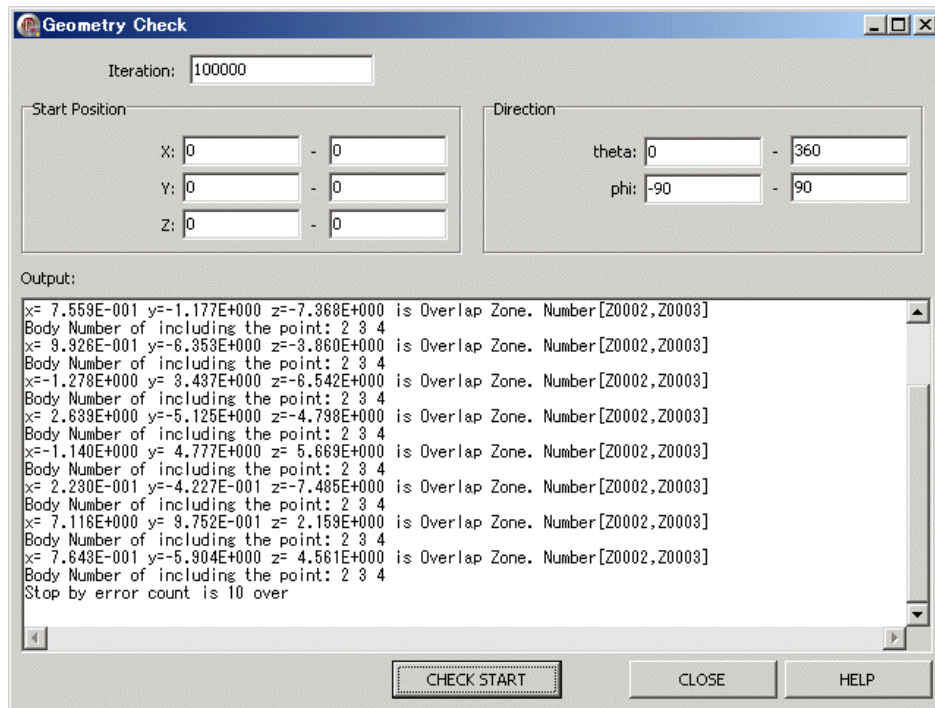 Geometry Check
Iteration: 100000
Start Position
X: 0 - 0
Y: 0 - 0
Z: 0 - 0
Direction
theta: 0 - 360
phi: -90 - 90
Output:
x= 7.559E-001 y=-1.177E+000 z=-7.368E+000 is Overlap Zone. Number[Z0002,Z0003]
Body Number of including the point: 2 3 4
x= 9.926E-001 y=-6.353E+000 z=-3.860E+000 is Overlap Zone. Number[Z0002,Z0003]
Body Number of including the point: 2 3 4
x=-1.278E+000 y= 3.437E+000 z=-6.542E+000 is Overlap Zone. Number[Z0002,Z0003]
Body Number of including the point: 2 3 4
x= 2.639E+000 y=-5.125E+000 z=-4.798E+000 is Overlap Zone. Number[Z0002,Z0003]
Body Number of including the point: 2 3 4
x=-1.140E+000 y= 4.777E+000 z= 5.669E+000 is Overlap Zone. Number[Z0002,Z0003]
Body Number of including the point: 2 3 4
x= 2.230E-001 y=-4.227E-001 z=-7.485E+000 is Overlap Zone. Number[Z0002,Z0003]
Body Number of including the point: 2 3 4
x= 7.116E+000 y= 9.752E-001 z= 2.159E+000 is Overlap Zone. Number[Z0002,Z0003]
Body Number of including the point: 2 3 4
x= 7.643E-001 y=-5.904E+000 z= 4.561E+000 is Overlap Zone. Number[Z0002,Z0003]
Body Number of including the point: 2 3 4
Stop by error count is 10 over
CHECK START
CLOSE
HELP